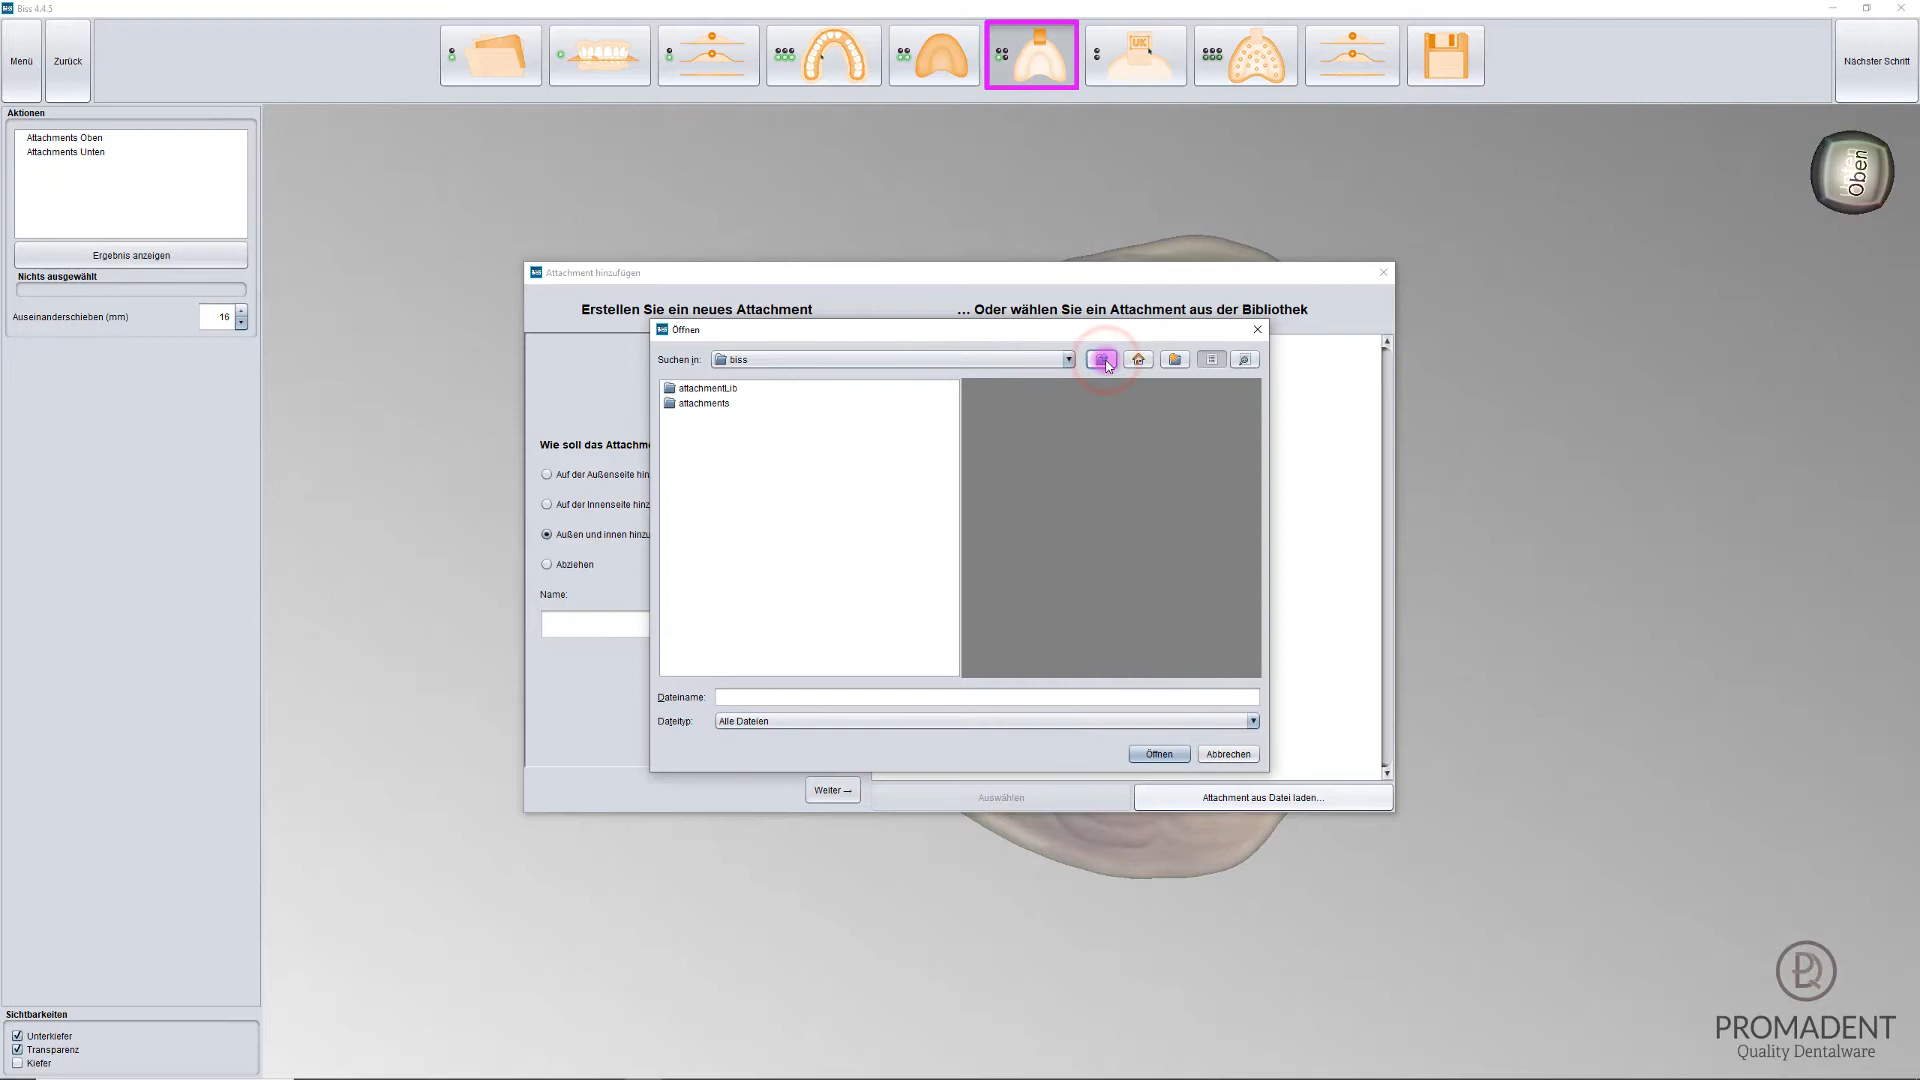 Biss 4.4.5
Menü
Zurück
UK
Nächster Schritt
Aktionen
Attachments Oben
Attachments Unten
Ergebnis anzeigen
Nichts ausgewählt
Auseinanderschieben (mm)
16
Oben
Unten
Attachment hinzufügen
Erstellen Sie ein neues Attachment
... Oder wählen Sie ein Attachment aus der Bibliothek
Öffnen
Suchen in:
biss
attachmentLib
attachments
Wie soll das Attachme
Auf der Außenseite hin
Auf der Innenseite hinz
Außen und innen hinzu
Abziehen
Name:
Dateiname:
Dateityp:
Alle Dateien
Öffnen
Abbrechen
Weiter →
Auswählen
Attachment aus Datei laden...
Sichtbarkeiten
Unterkiefer
Transparenz
Kiefer
PROMADENT
Quality Dentalware